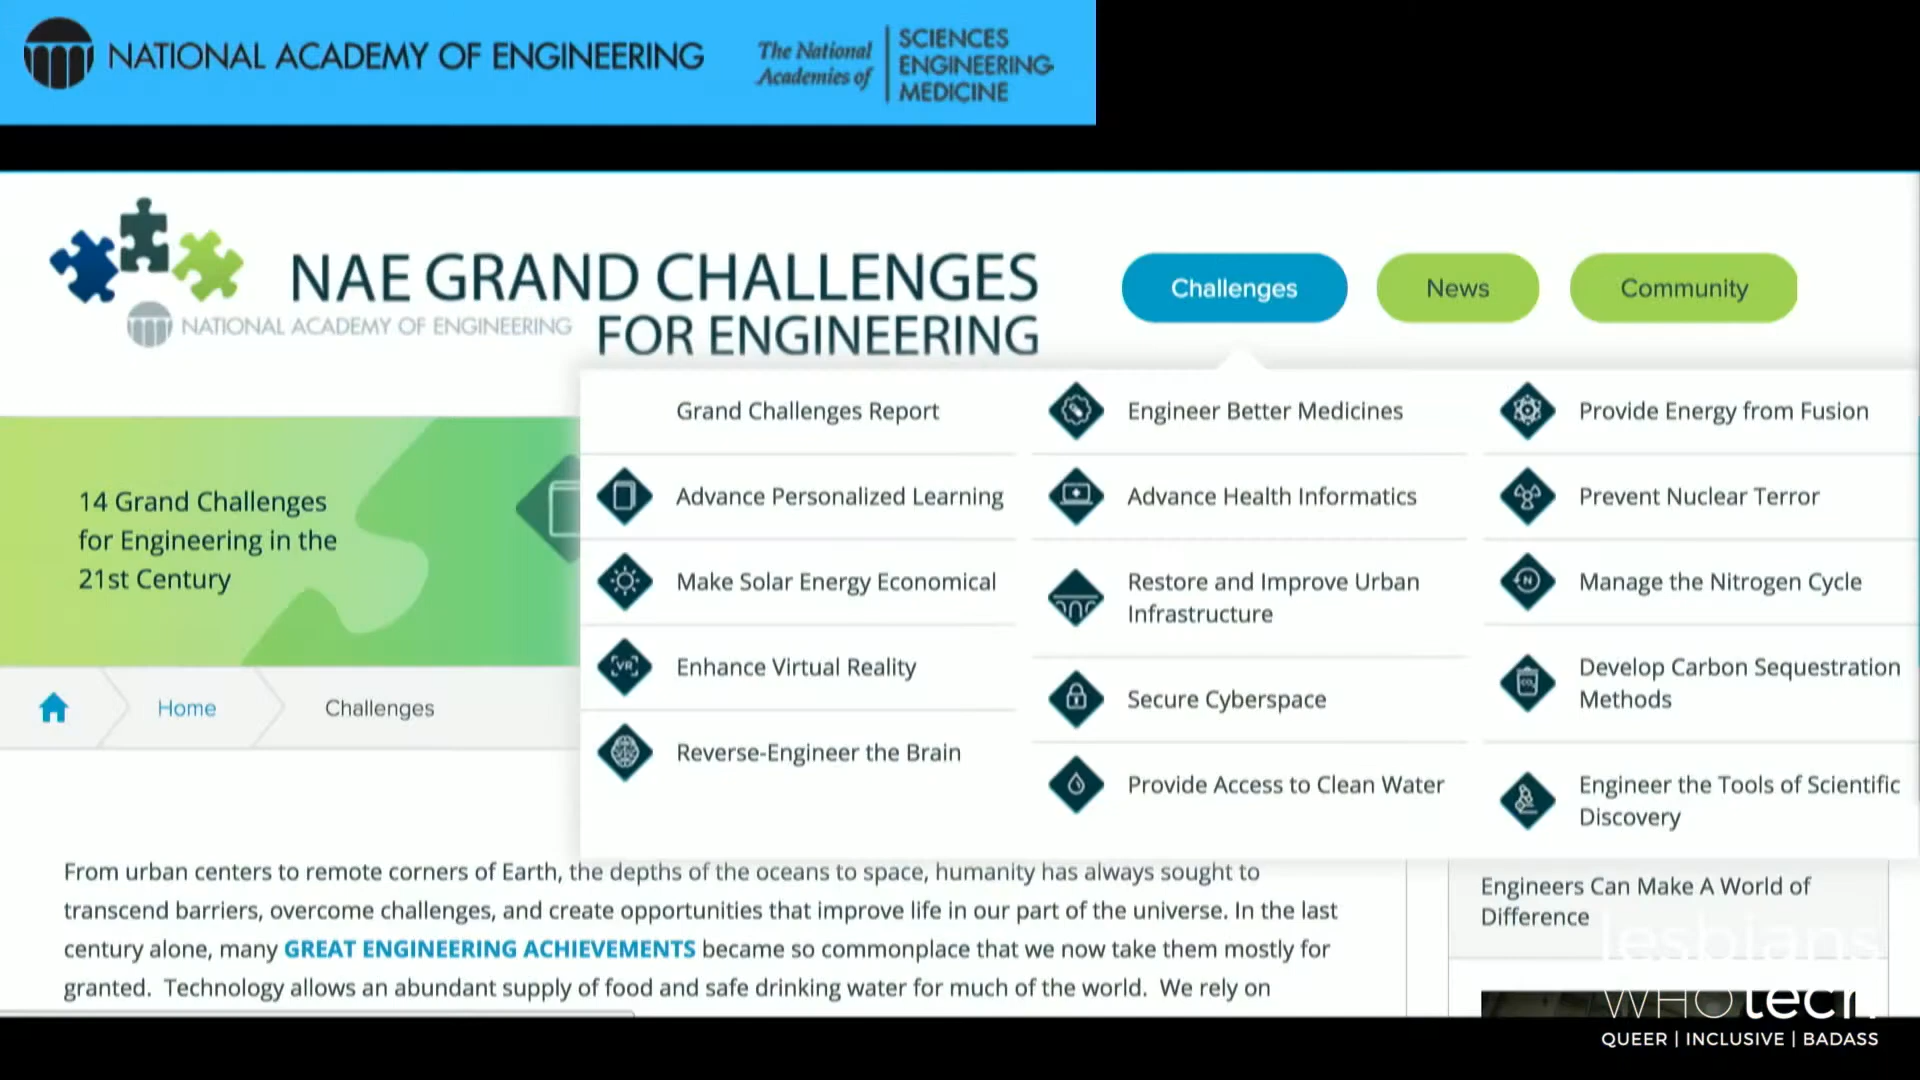 NATIONAL ACADEMY OF ENGINEERING
The National
Academies of
SCIENCES
ENGINEERING
MEDICINE
NAE GRAND CHALLENGES
FOR ENGINEERING
NATIONAL ACADEMY OF ENGINEERING
Challenges
News
Community
14 Grand Challenges
for Engineering in the
21st Century
Grand Challenges Report
Advance Personalized Learning
Make Solar Energy Economical
VR
Enhance Virtual Reality
Reverse-Engineer the Brain
Engineer Better Medicines
Advance Health Informatics
Restore and Improve Urban
Infrastructure
Secure Cyberspace
Provide Access to Clean Water
Provide Energy from Fusion
Prevent Nuclear Terror
N
Manage the Nitrogen Cycle
CO₂
Develop Carbon Sequestration
Methods
Engineer the Tools of Scientific
Discovery
Home
Challenges
From urban centers to remote corners of Earth, the depths of the oceans to space, humanity has always sought to
transcend barriers, overcome challenges, and create opportunities that improve life in our part of the universe. In the last
century alone, many GREAT ENGINEERING ACHIEVEMENTS became so commonplace that we now take them mostly for
granted. Technology allows an abundant supply of food and safe drinking water for much of the world. We rely on
Engineers Can Make A World of
Difference
lesbians
WHO tech
QUEER | INCLUSIVE | BADASS